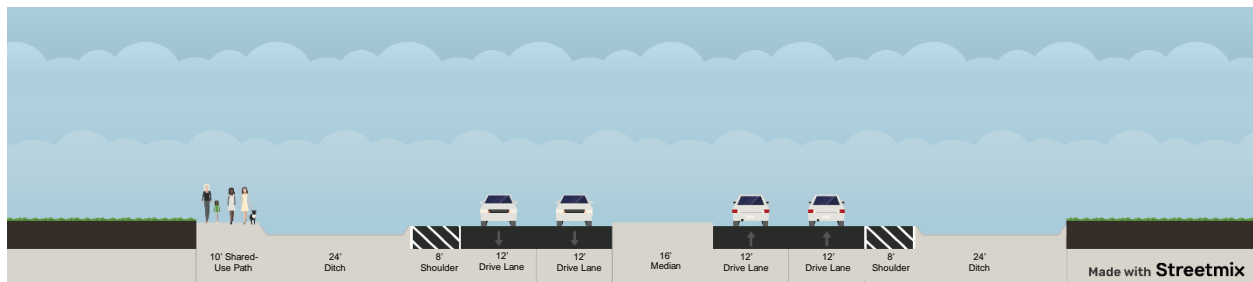 10' Shared-
Use Path
24'
Ditch
8'
Shoulder
12'
Drive Lane
12'
Drive Lane
16'
Median
12'
Drive Lane
12'
Drive Lane
8'
Shoulder
24'
Ditch
Made with Streetmix